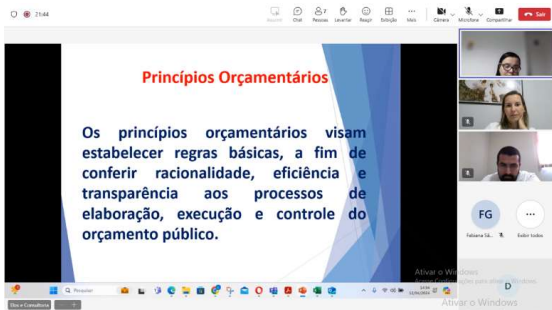 21:44
Chat
Pessoas
Levantar
Reagir
Exibição
Mais
Câmera
Microfone
Compartilhar
Sair
Princípios Orçamentários
Os princípios orçamentários visam
estabelecer regras básicas, a fim de
conferir racionalidade, eficiência e
transparência aos processos de
elaboração, execução e controle do
orçamento público.
FG
Fabiana Sá...
Exibir todos
D
Ativar o Windows
Pesquisar
Ativar o Windows